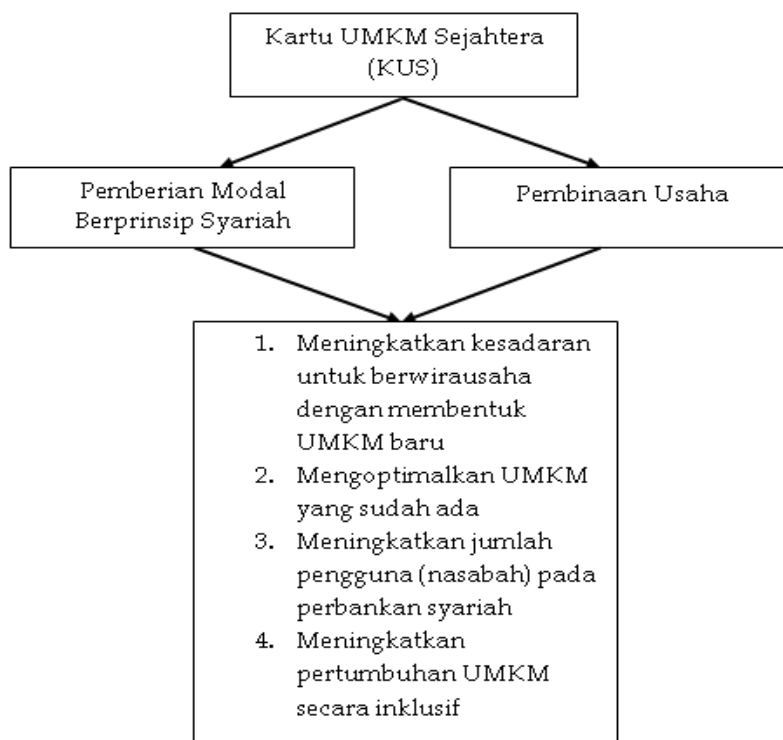 Kartu UMKM Sejahtera
(KUS)
Pemberian Modal
Berprinsip Syariah
Pembinaan Usaha
1. Meningkatkan kesadaran
untuk berwirausaha
dengan membentuk
UMKM baru
2. Mengoptimalkan UMKM
yang sudah ada
3. Meningkatkan jumlah
pengguna (nasabah) pada
perbankan syariah
4. Meningkatkan
pertumbuhan UMKM
secara inklusif